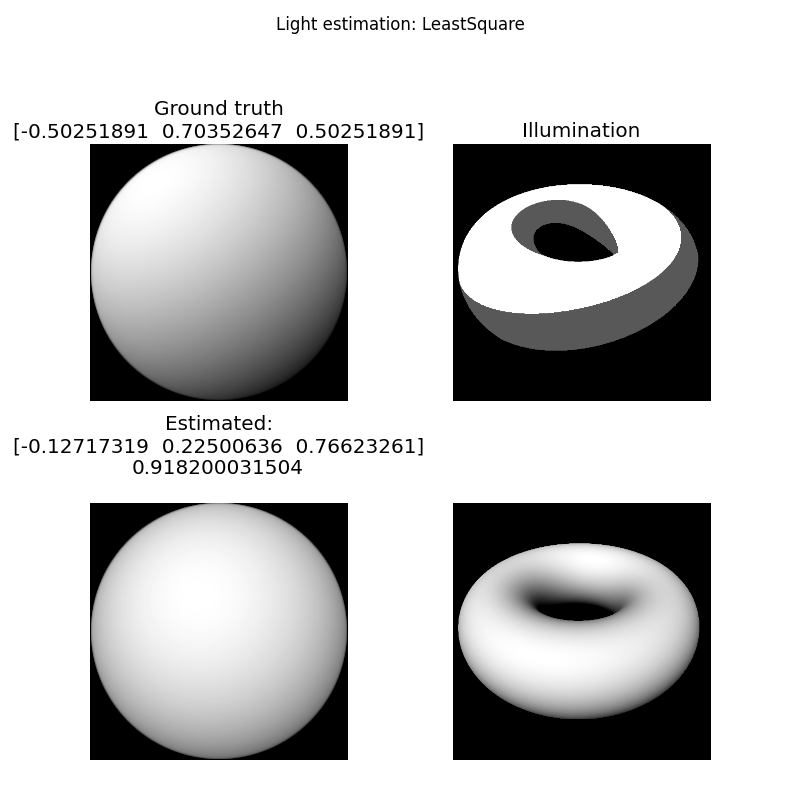 Light estimation: LeastSquare
Ground truth
[-0.50251891  0.70352647  0.50251891]
Illumination
Estimated:
[-0.12717319  0.22500636  0.76623261]
0.918200031504